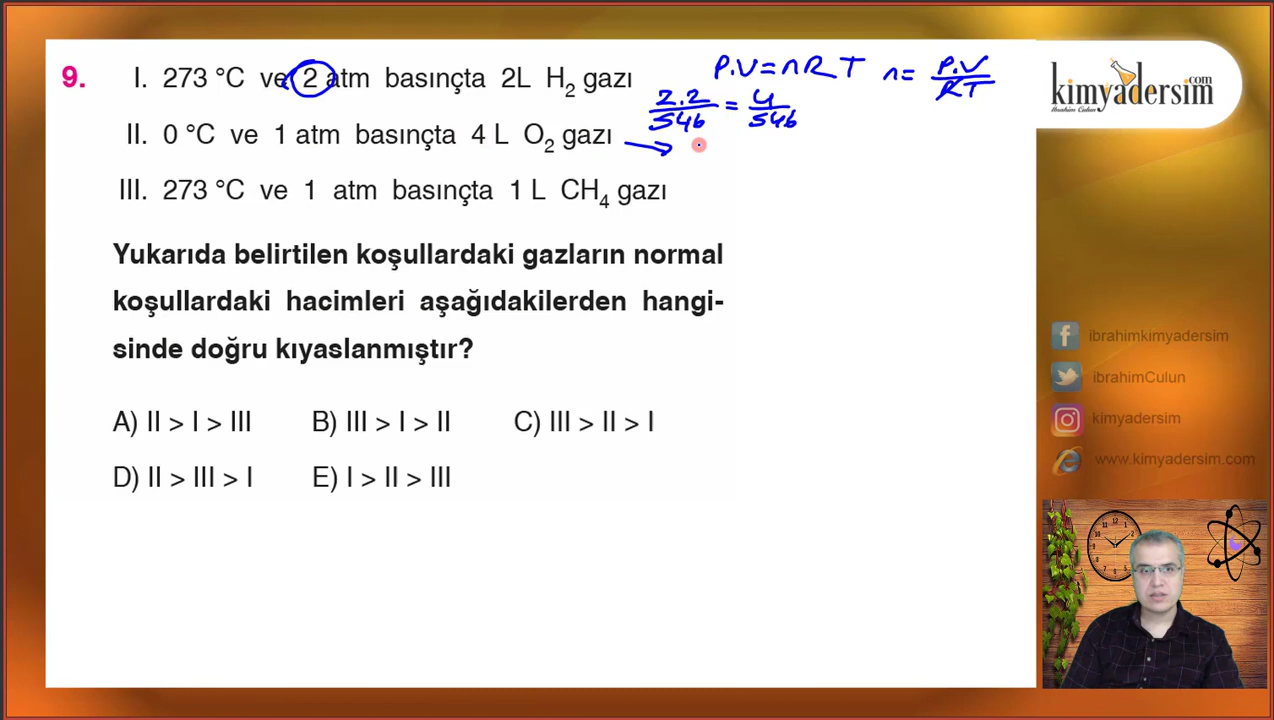 9. I. 273 °C ve 2 atm basınçta 2L H₂ gazı
P.V = n R T n = P.V / RT
2.2 / 546 = 4 / 546
II. 0 °C ve 1 atm basınçta 4 L O₂ gazı →
III. 273 °C ve 1 atm basınçta 1 L CH₄ gazı
Yukarıda belirtilen koşullardaki gazların normal
koşullardaki hacimleri aşağıdakilerden hangi-
sinde doğru kıyaslanmıştır?
A) II > I > III B) III > I > II C) III > II > I
D) II > III > I E) I > II > III
kimyadersim.com
İbrahim Culun
ibrahimkimyadersim
ibrahimCulun
kimyadersim
www.kimyadersim.com